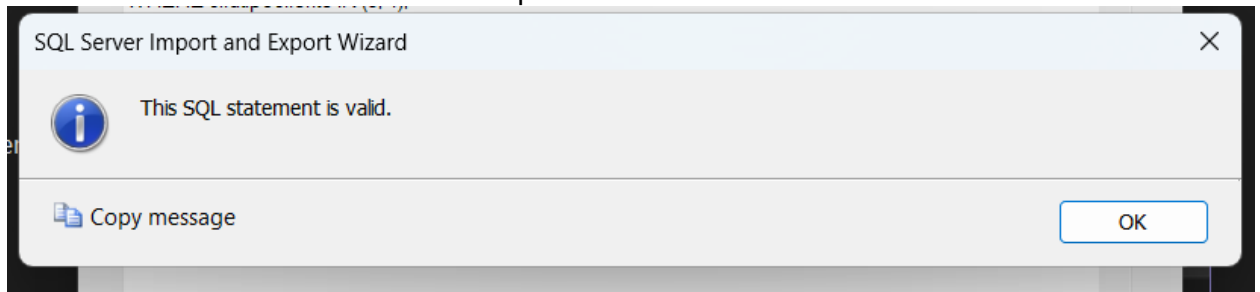 SQL Server Import and Export Wizard
This SQL statement is valid.
Copy message
OK